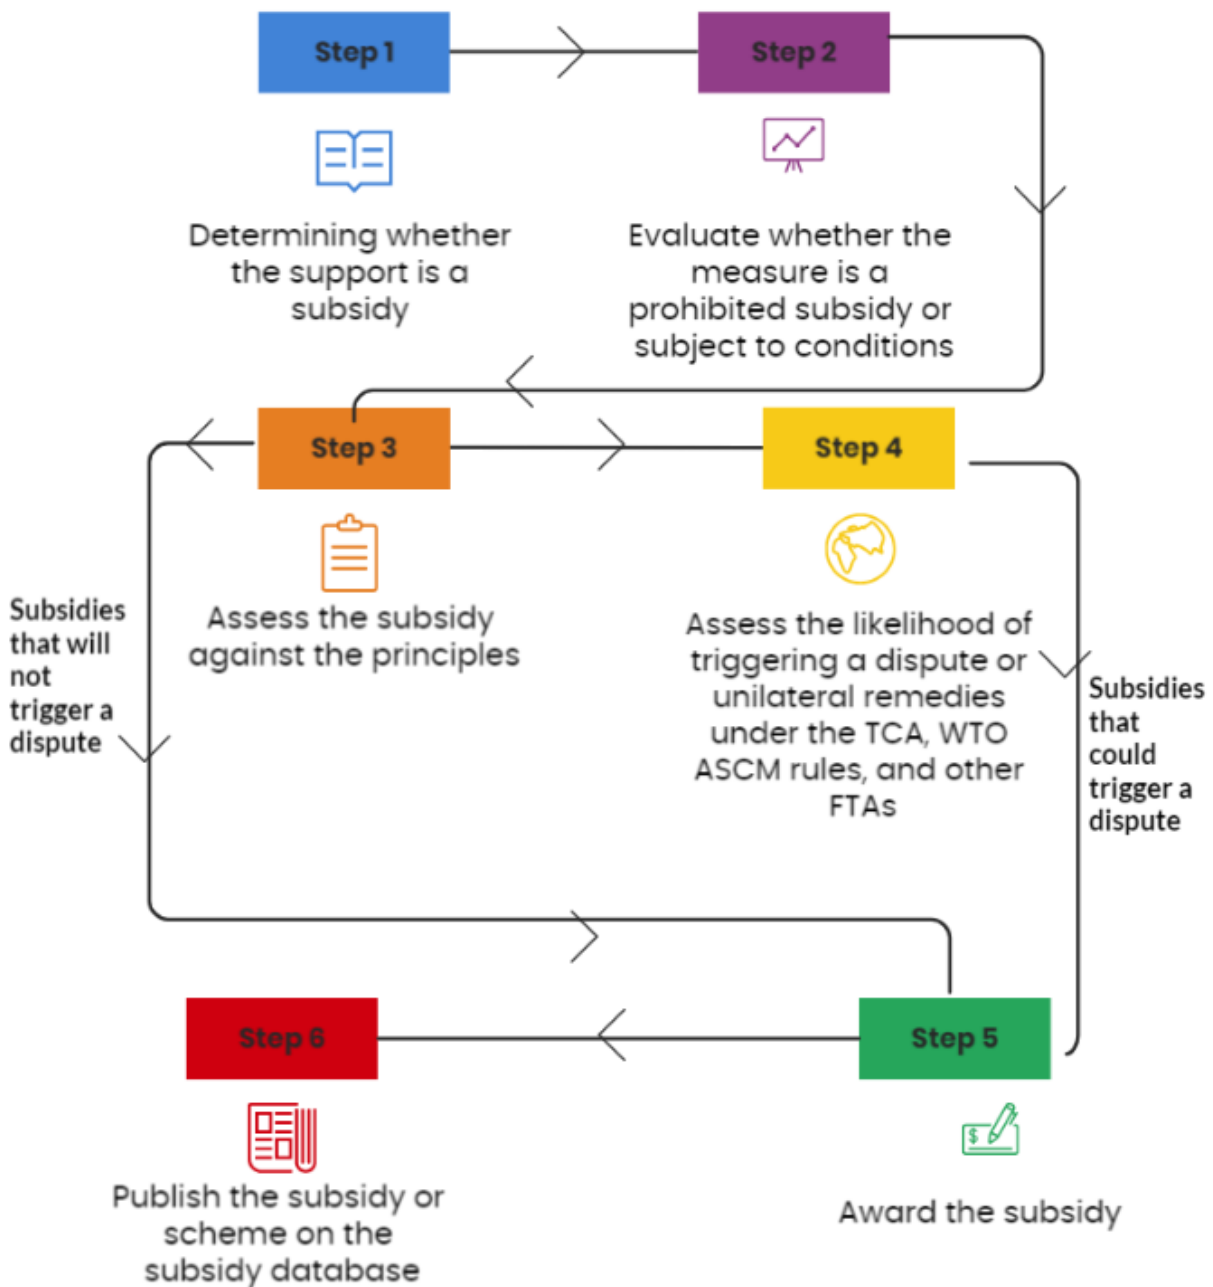 Step 1
Step 2
Determining whether
the support is a
subsidy
Evaluate whether the
measure is a
prohibited subsidy or
subject to conditions
Step 3
Step 4
Subsidies
that will
not
trigger a
dispute
Assess the subsidy
against the principles
Assess the likelihood of
triggering a dispute or
unilateral remedies
under the TCA, WTO
ASCM rules, and other
FTAs
Subsidies
that
could
trigger a
dispute
Step 6
Step 5
$
Publish the subsidy or
scheme on the
subsidy database
Award the subsidy